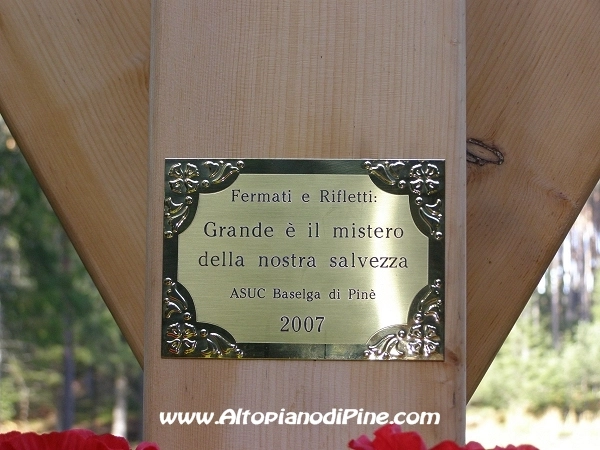 Fermati e Rifletti:
Grande è il mistero
della nostra salvezza
ASUC Baselga di Pinè
2007
www.AltopianodiPine.com